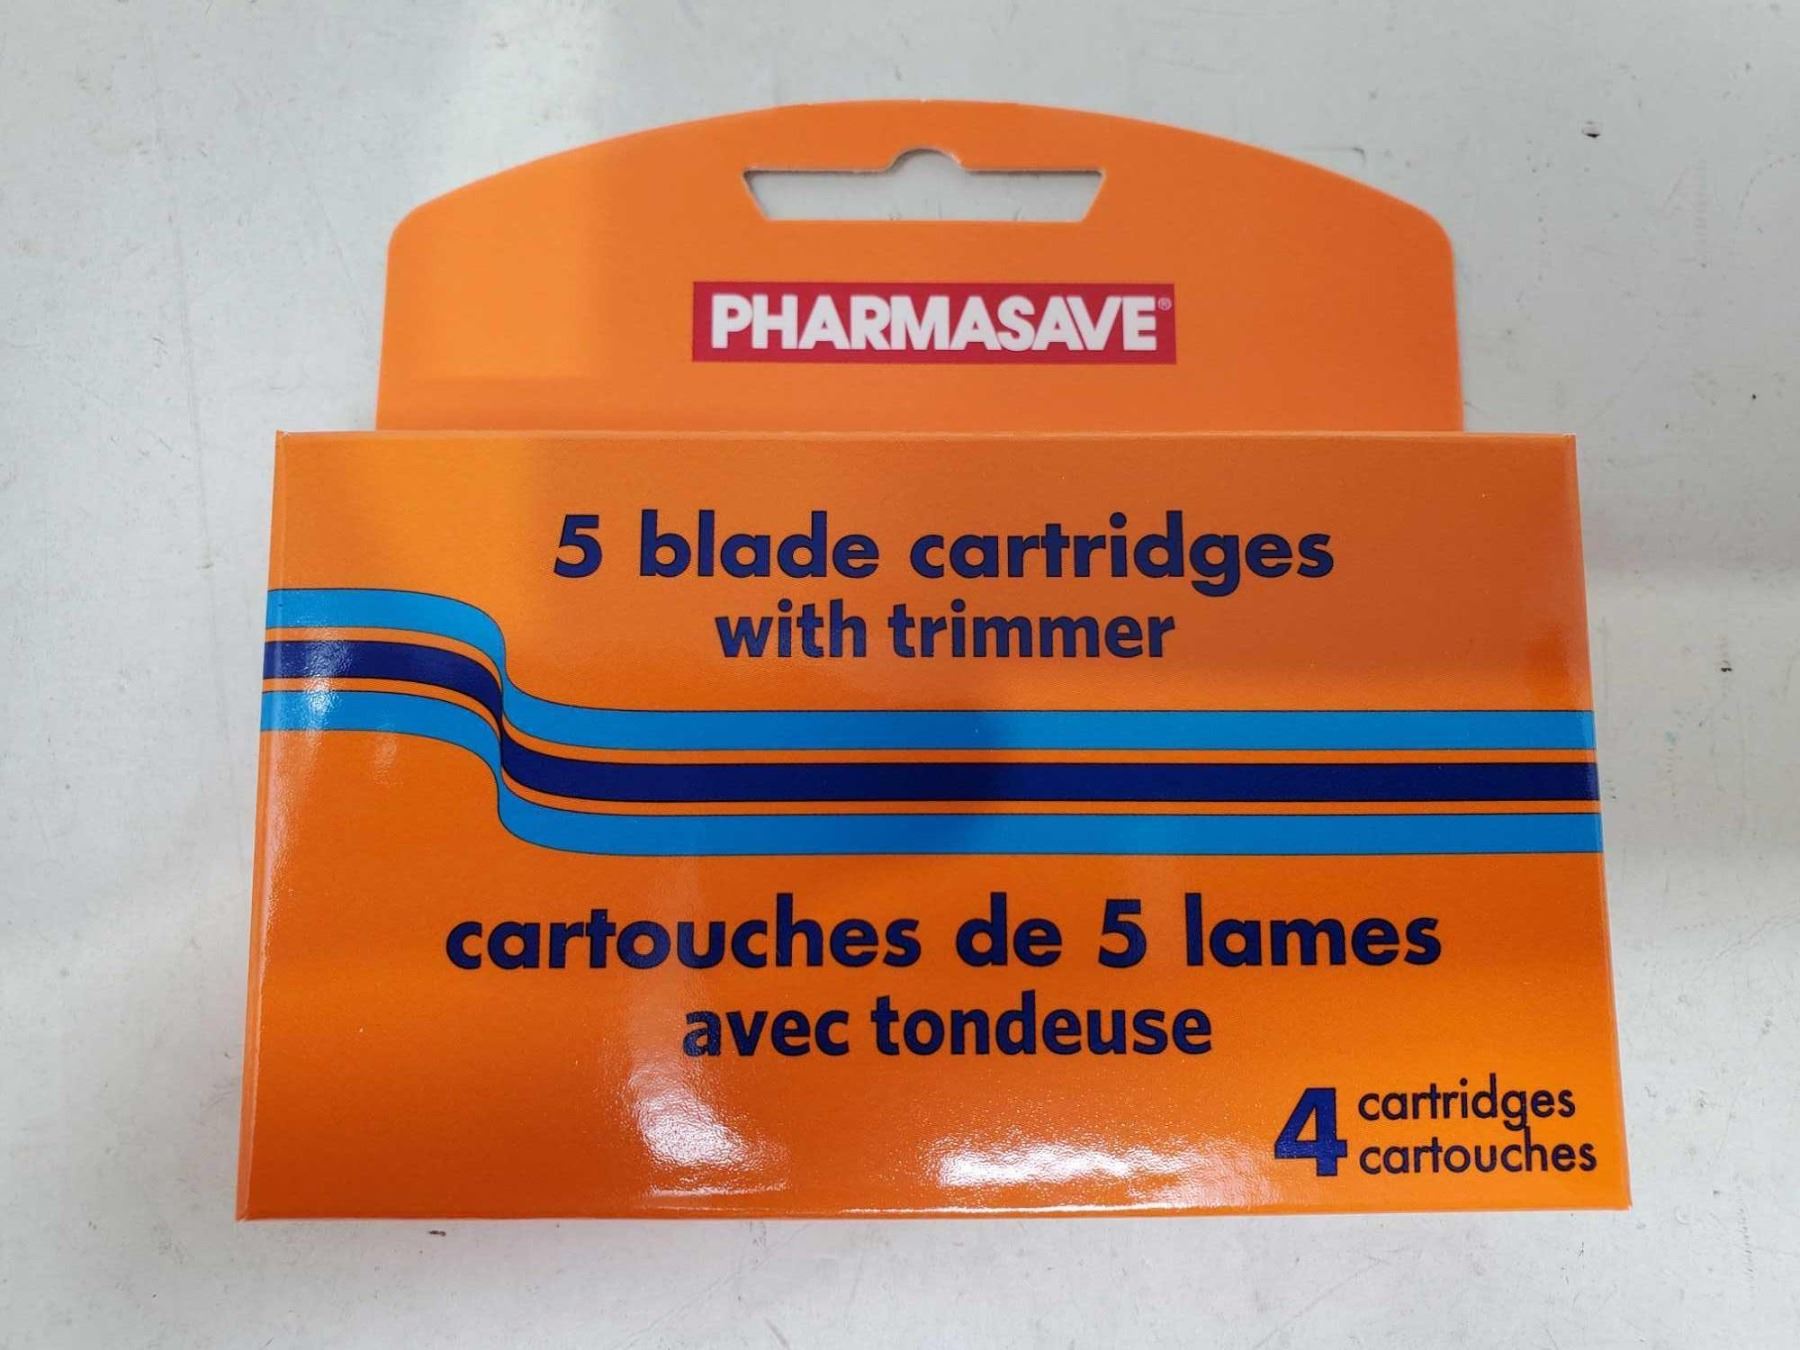 PHARMASAVE®
5 blade cartridges
with trimmer
cartouches de 5 lames
avec tondeuse
4 cartridges
cartouches